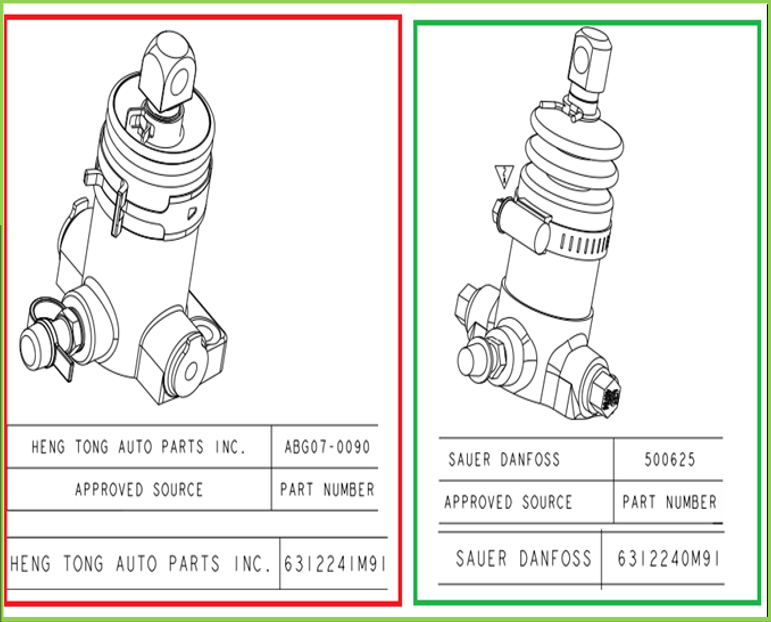 HENG TONG AUTO PARTS INC. ABG07-0090
APPROVED SOURCE PART NUMBER
HENG TONG AUTO PARTS INC. 6312241M91
SAUER DANFOSS 500625
APPROVED SOURCE PART NUMBER
SAUER DANFOSS 6312240M91